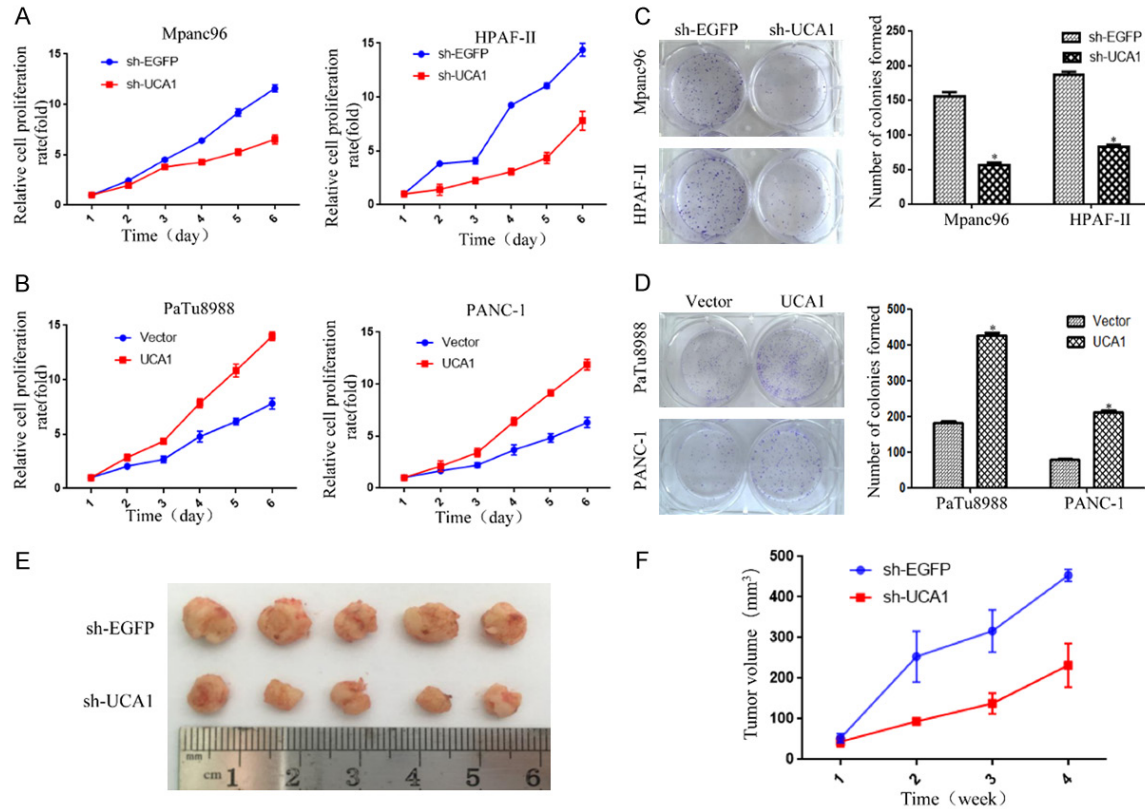 A
Mpanc96
sh-EGFP
sh-UCA1
Relative cell proliferation
rate(fold)
15
10
5
0
1 2 3 4 5 6
Time (day)
HPAF-II
sh-EGFP
sh-UCA1
Relative cell proliferation
rate(fold)
15
10
5
0
1 2 3 4 5 6
Time (day)
B
PaTu8988
Vector
UCA1
Relative cell proliferation
rate(fold)
15
10
5
0
1 2 3 4 5 6
Time (day)
PANC-1
Vector
UCA1
Relative cell proliferation
rate(fold)
15
10
5
0
1 2 3 4 5 6
Time (day)
C
sh-EGFP sh-UCA1
Mpanc96
HPAF-II
sh-EGFP
sh-UCA1
Number of colonies formed
250
200
150
100
50
0
* *
Mpanc96 HPAF-II
D
Vector UCA1
PaTu8988
PANC-1
Vector
UCA1
Number of colonies formed
500
400
300
200
100
0
* *
PaTu8988 PANC-1
E
sh-EGFP
sh-UCA1
mm
cm 1 2 3 4 5 6
F
sh-EGFP
sh-UCA1
Tumor volume (mm³)
500
400
300
200
100
0
1 2 3 4
Time (week)